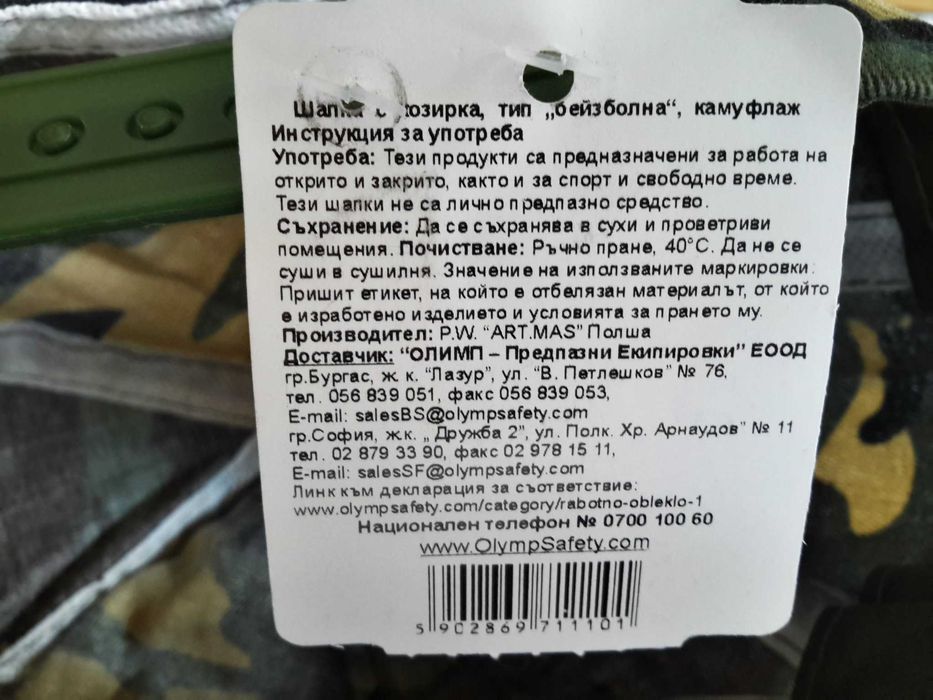 Шапка с козирка, тип „бейзболна“, камуфлаж
Инструкция за употреба
Употреба: Тези продукти са предназначени за работа на
открито и закрито, както и за спорт и свободно време.
Тези шапки не са лично предпазно средство.
Съхранение: Да се съхранява в сухи и проветриви
помещения. Почистване: Ръчно пране, 40°C. Да не се
суши в сушилня. Значение на използваните маркировки:
Пришит етикет, на който е отбелязан материалът, от който
е изработено изделието и условията за прането му.
Производител: P.W. “ART.MAS” Полша
Доставчик: “ОЛИМП – Предпазни Екипировки” ЕООД
гр.Бургас, ж.к. “Лазур”, ул. “В. Петлешков” № 76,
тел. 056 839 051, факс 056 839 053,
E-mail: salesBS@olympsafety.com
гр.София, ж.к. „Дружба 2”, ул. Полк. Хр. Арнаудов” № 11
тел. 02 879 33 90, факс 02 978 15 11,
E-mail: salesSF@olympsafety.com
Линк към декларация за съответствие:
www.olympsafety.com/category/rabotno-obleklo-1
Национален телефон № 0700 100 60
www.OlympSafety.com
5 902869 711101